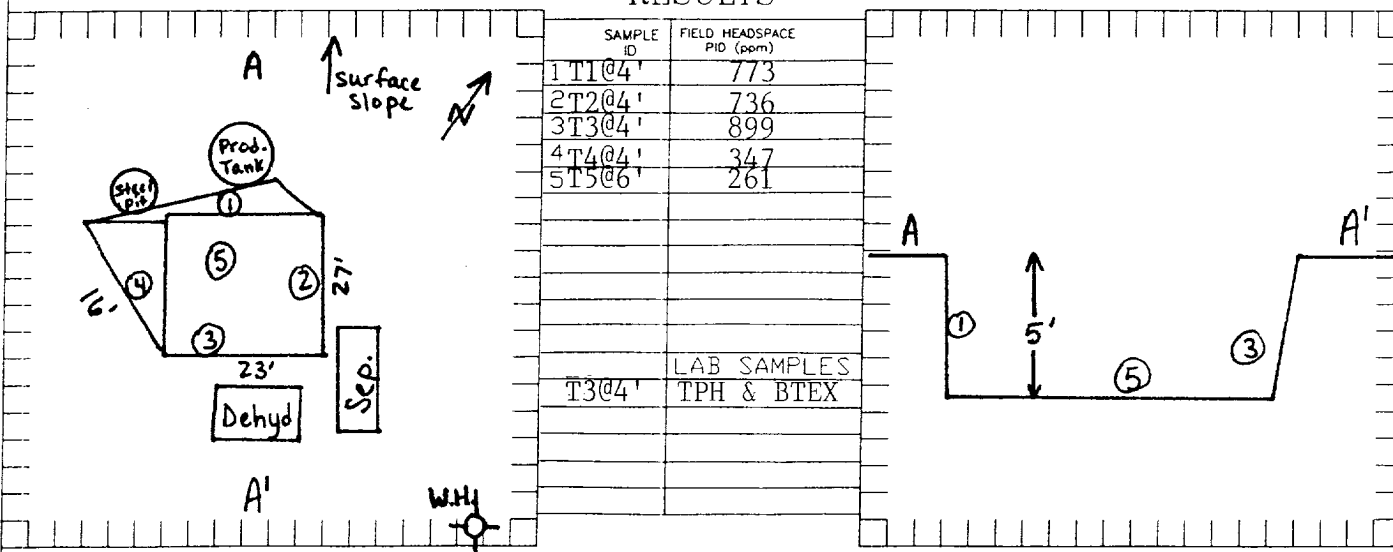 RESULTS
A
surface
slope
N
Prod.
Tank
Steel
Pit
1
5
4
2
27'
16'
3
23'
Sep.
Dehyd
A'
W.H.
SAMPLE ID FIELD HEADSPACE PID (ppm)
1 T1@4' 773
2 T2@4' 736
3 T3@4' 899
4 T4@4' 347
5 T5@6' 261
LAB SAMPLES
T3@4' TPH & BTEX
A A'
1 5' 3
5